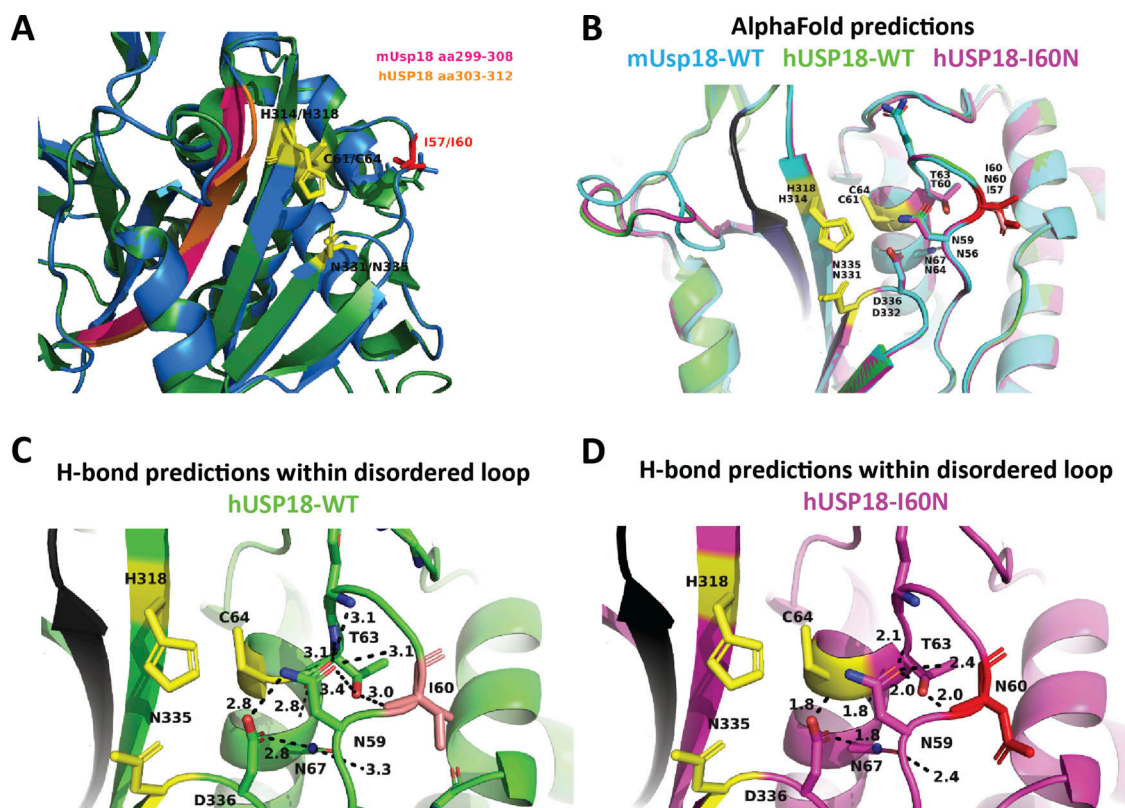 A
mUsp18 aa299-308
hUSP18 aa303-312
H314/H318
I57/I60
C61/C64
N331/N335
B
AlphaFold predictions
mUsp18-WT hUSP18-WT hUSP18-I60N
H318
H314
C64
C61
T63
T60
I60
N60
I57
N59
N56
N67
N64
N335
N331
D336
D332
C
H-bond predictions within disordered loop
hUSP18-WT
H318
C64
3.1
T63
3.1
3.1
3.4
3.0
I60
2.8
2.8
N335
N59
2.8
N67
3.3
D336
D
H-bond predictions within disordered loop
hUSP18-I60N
H318
C64
2.1
T63
2.4
2.0
2.0
N60
1.8
1.8
N335
1.8
N59
N67
2.4
D336